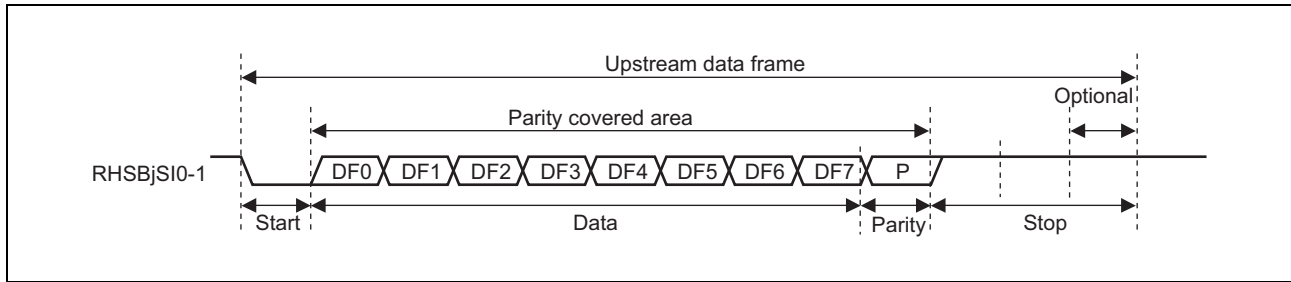 Upstream data frame
Optional
Parity covered area
RHSBjSI0-1
DF0 DF1 DF2 DF3 DF4 DF5 DF6 DF7 P
Start Data Parity Stop